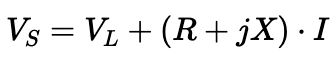 V_S = V_L + (R + jX) · I